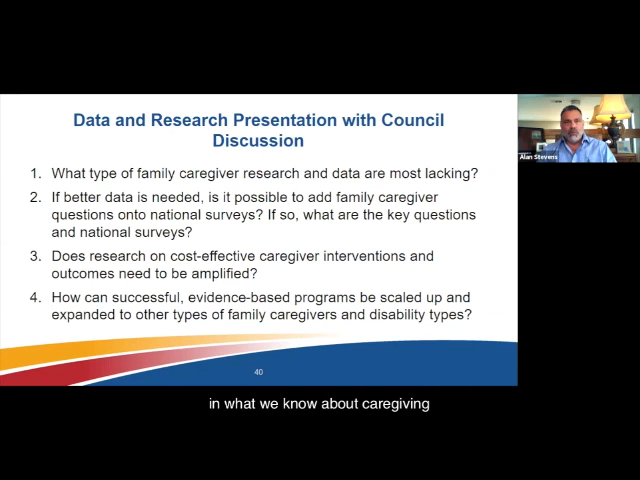 Data and Research Presentation with Council
Discussion
1. What type of family caregiver research and data are most lacking?
2. If better data is needed, is it possible to add family caregiver
questions onto national surveys? If so, what are the key questions
and national surveys?
3. Does research on cost-effective caregiver interventions and
outcomes need to be amplified?
4. How can successful, evidence-based programs be scaled up and
expanded to other types of family caregivers and disability types?
40
Alan Stevens
in what we know about caregiving